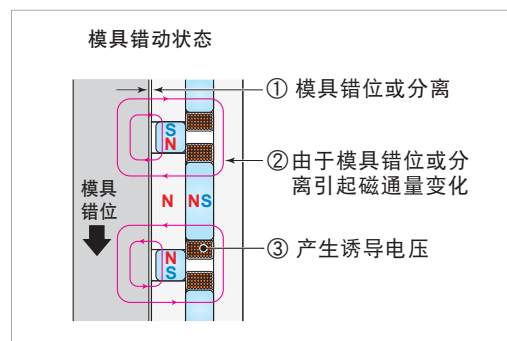 模具错动状态
① 模具错位或分离
S
N
②由于模具错位或分
离引起磁通量变化
模具
错位
N NS
③ 产生诱导电压
N
S